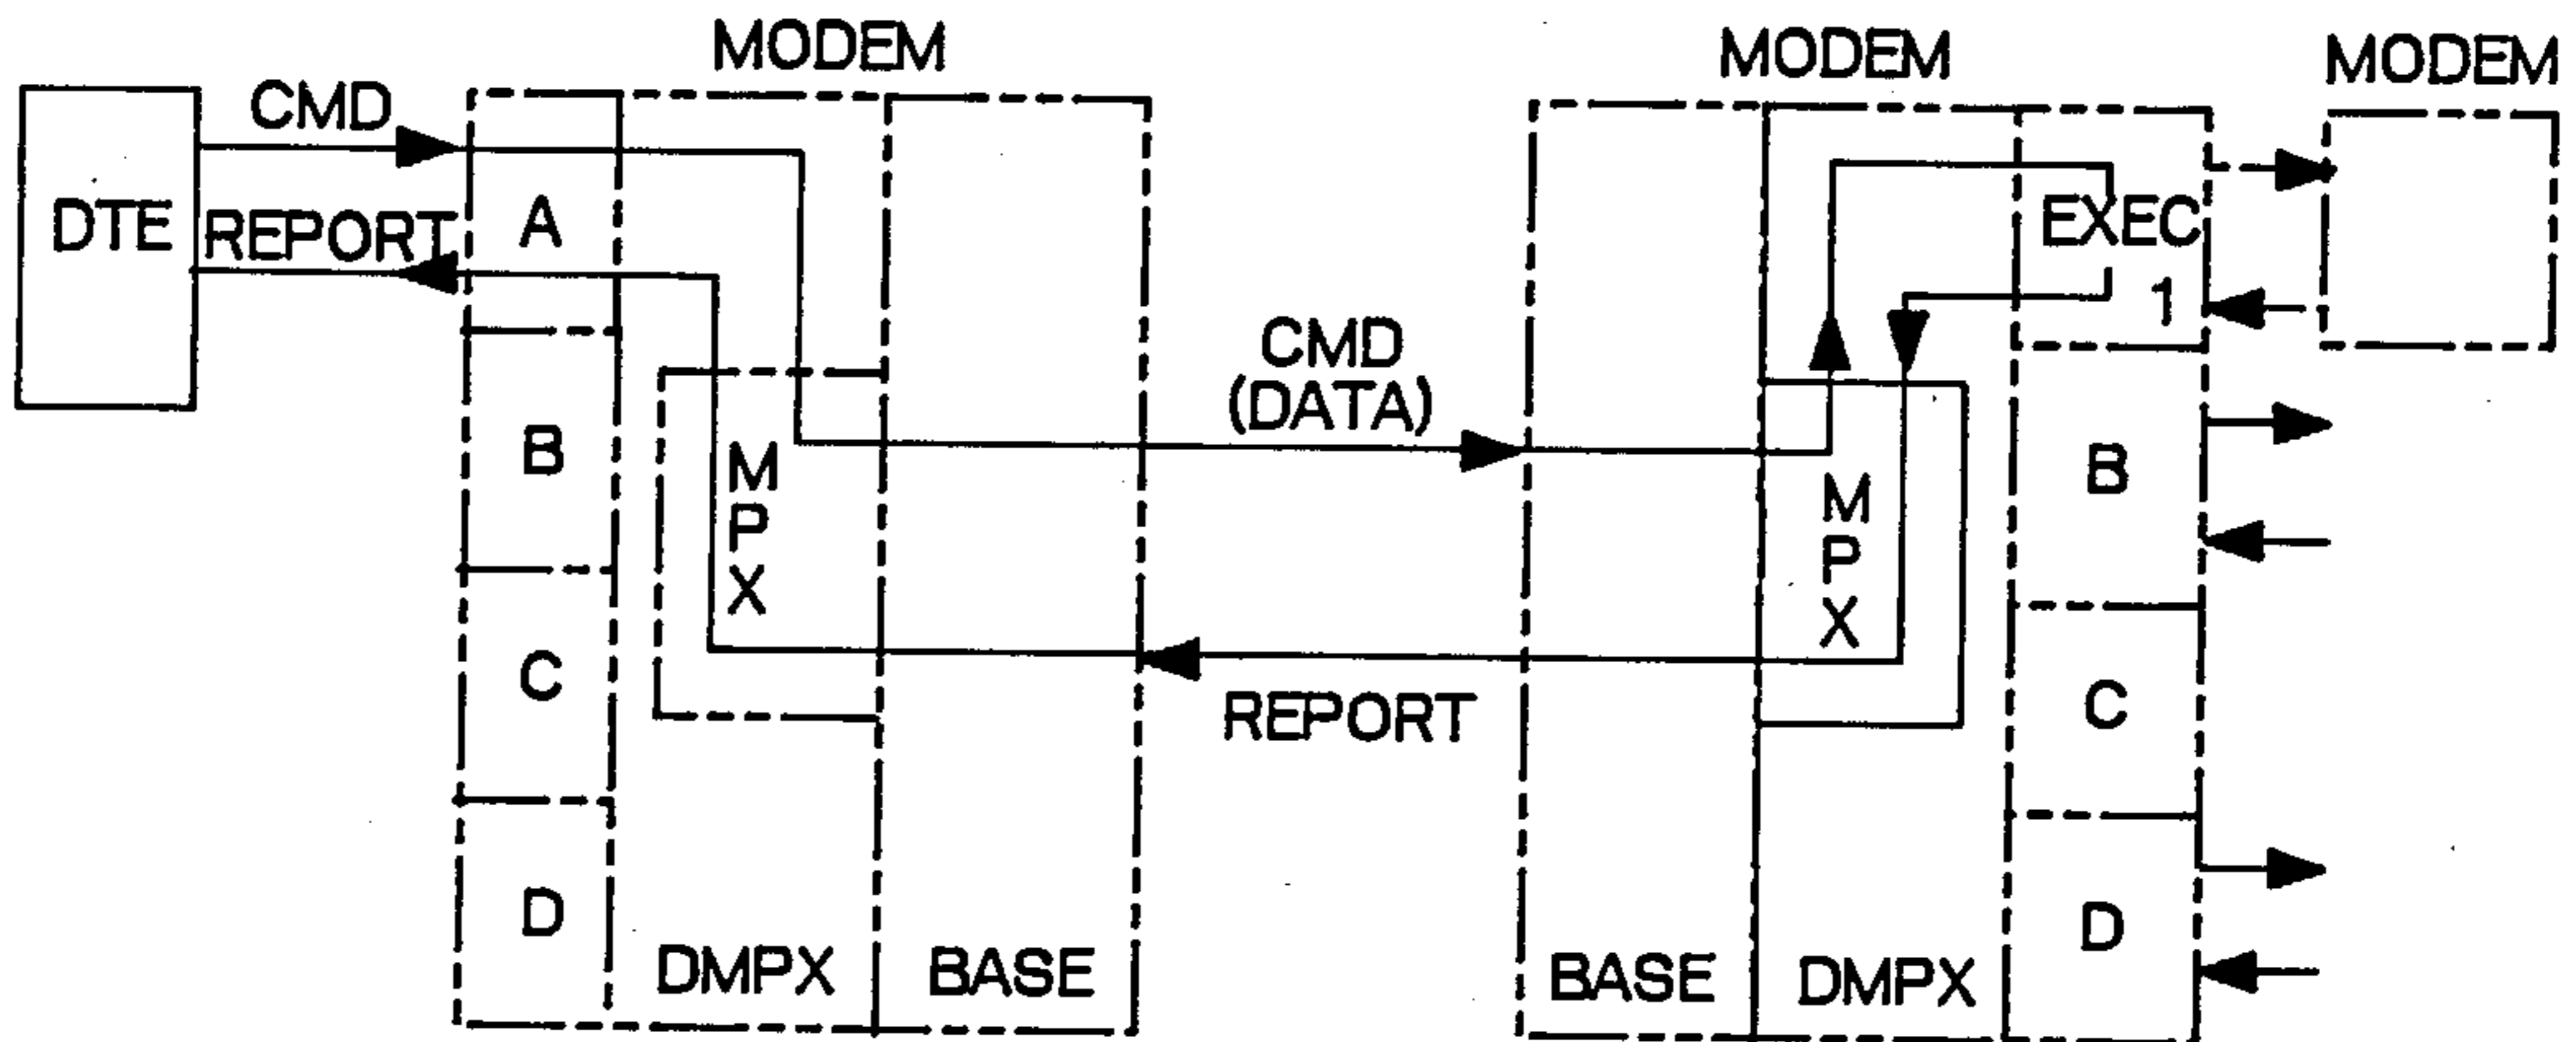 MODEM
MODEM
MODEM
CMD
DTE
REPORT
A
EXEC
1
CMD
(DATA)
B
M
P
X
M
P
X
B
C
REPORT
C
D
DMPX
BASE
BASE
DMPX
D